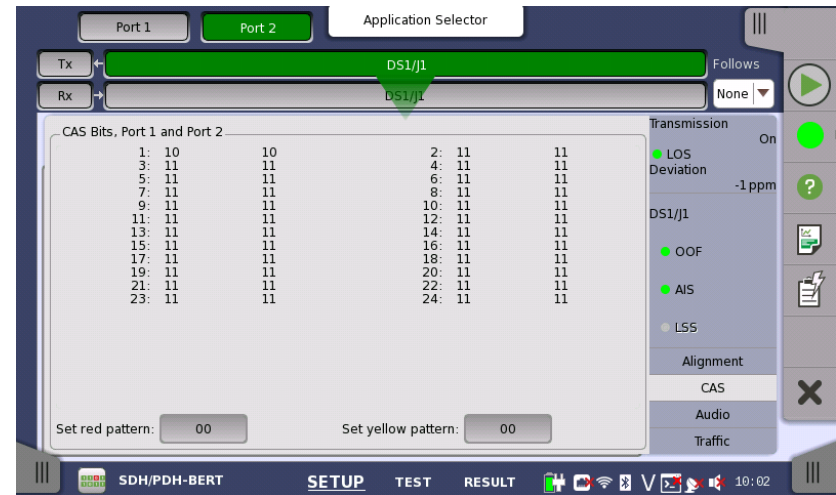 Port 1
Port 2
Application Selector
Tx
DS1/J1
Follows
Rx
DS1/J1
None
CAS Bits, Port 1 and Port 2
1: 10 10 2: 11 11
3: 11 11 4: 11 11
5: 11 11 6: 11 11
7: 11 11 8: 11 11
9: 11 11 10: 11 11
11: 11 11 12: 11 11
13: 11 11 14: 11 11
15: 11 11 16: 11 11
17: 11 11 18: 11 11
19: 11 11 20: 11 11
21: 11 11 22: 11 11
23: 11 11 24: 11 11
Set red pattern: 00 Set yellow pattern: 00
Transmission
On
LOS
Deviation
-1 ppm
DS1/J1
OOF
AIS
LSS
Alignment
CAS
Audio
Traffic
SDH/PDH-BERT SETUP TEST RESULT 10:02